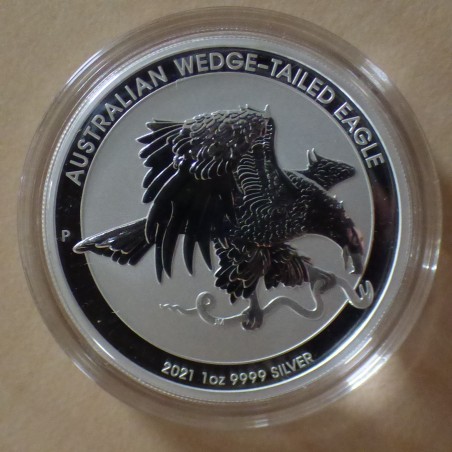 AUSTRALIAN WEDGE-TAILED EAGLE
P
2021 1oz 9999 SILVER